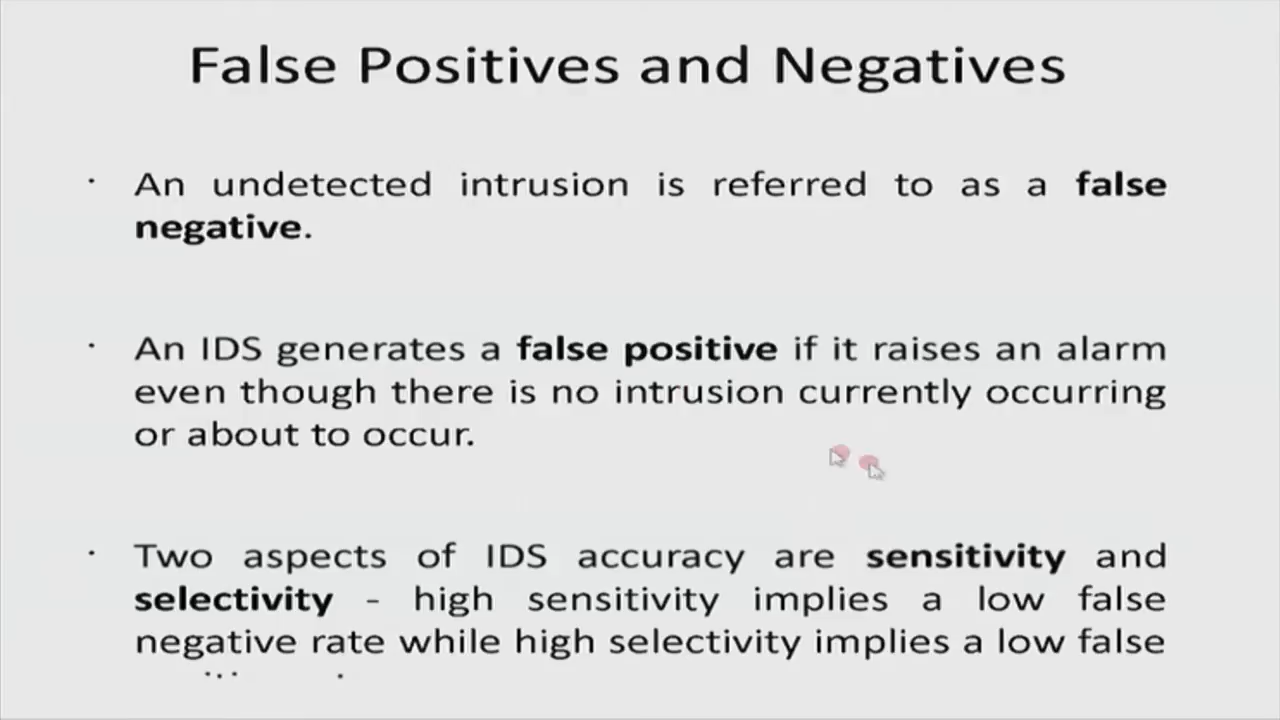 False Positives and Negatives
· An undetected intrusion is referred to as a false
negative.
· An IDS generates a false positive if it raises an alarm
even though there is no intrusion currently occurring
or about to occur.
· Two aspects of IDS accuracy are sensitivity and
selectivity - high sensitivity implies a low false
negative rate while high selectivity implies a low false